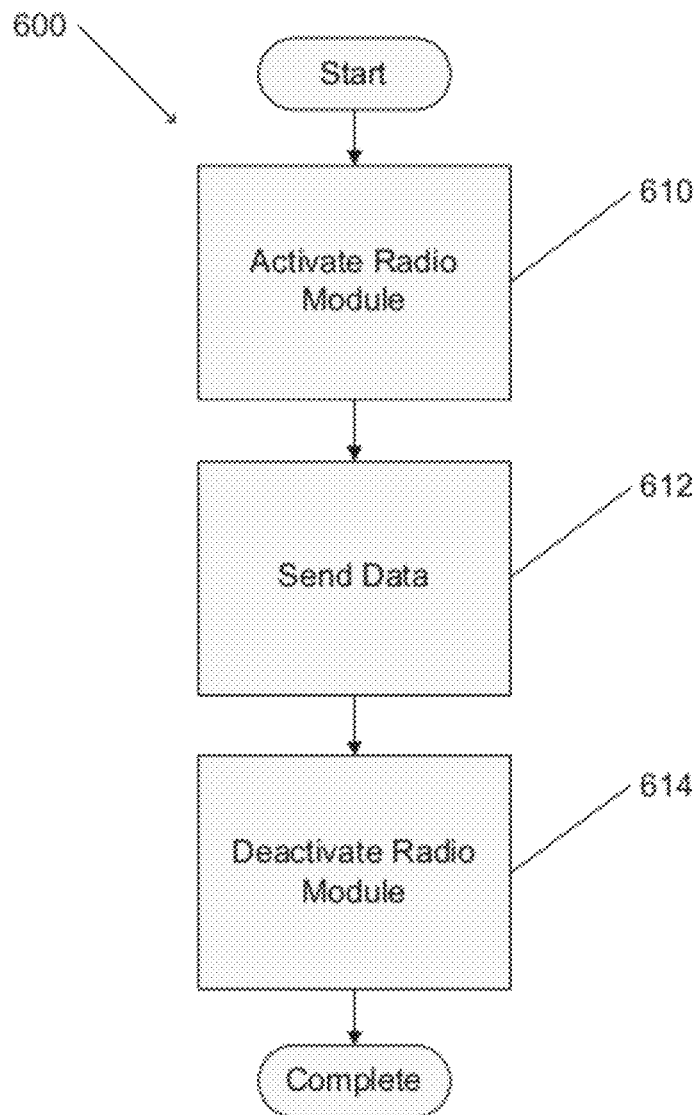 600
Start
Activate Radio
Module
610
Send Data
612
Deactivate Radio
Module
614
Complete